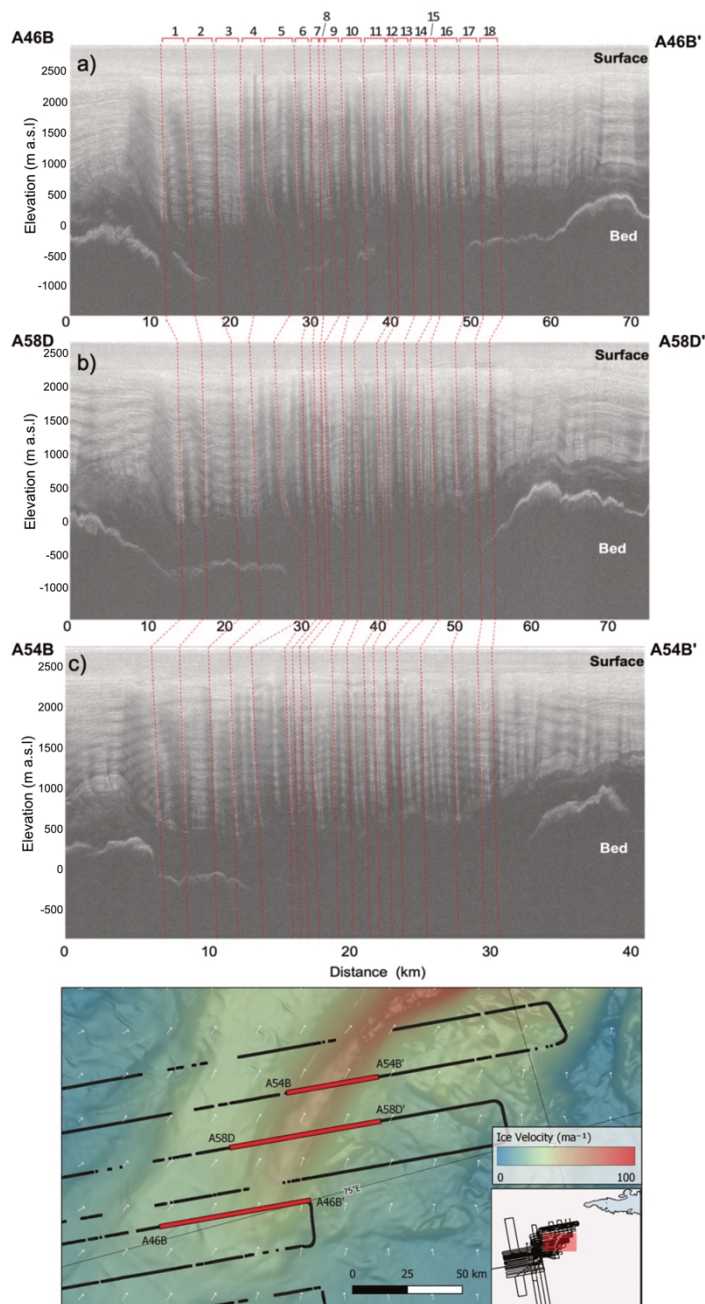 8 15
1 2 3 4 5 6 7 9 10 11 12 13 14 16 17 18
A46B A46B'
a) Surface
2500
2000
1500
1000
500
0
-500
-1000
Elevation (m a.s.l)
Bed
0 10 20 30 40 50 60 70
A58D A58D'
b) Surface
2500
2000
1500
1000
500
0
-500
-1000
Elevation (m a.s.l)
Bed
0 10 20 30 40 50 60 70
A54B A54B'
c) Surface
2500
2000
1500
1000
500
0
-500
Elevation (m a.s.l)
Bed
0 10 20 30 40
Distance (km)
A54B A54B'
A58D A58D'
A46B A46B'
75°E
Ice Velocity (ma⁻¹)
0 100
0 25 50 km